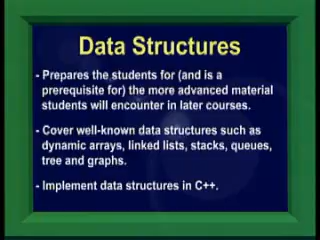 Data Structures
- Prepares the students for (and is a
prerequisite for) the more advanced material
students will encounter in later courses.
- Cover well-known data structures such as
dynamic arrays, linked lists, stacks, queues,
tree and graphs.
- Implement data structures in C++.